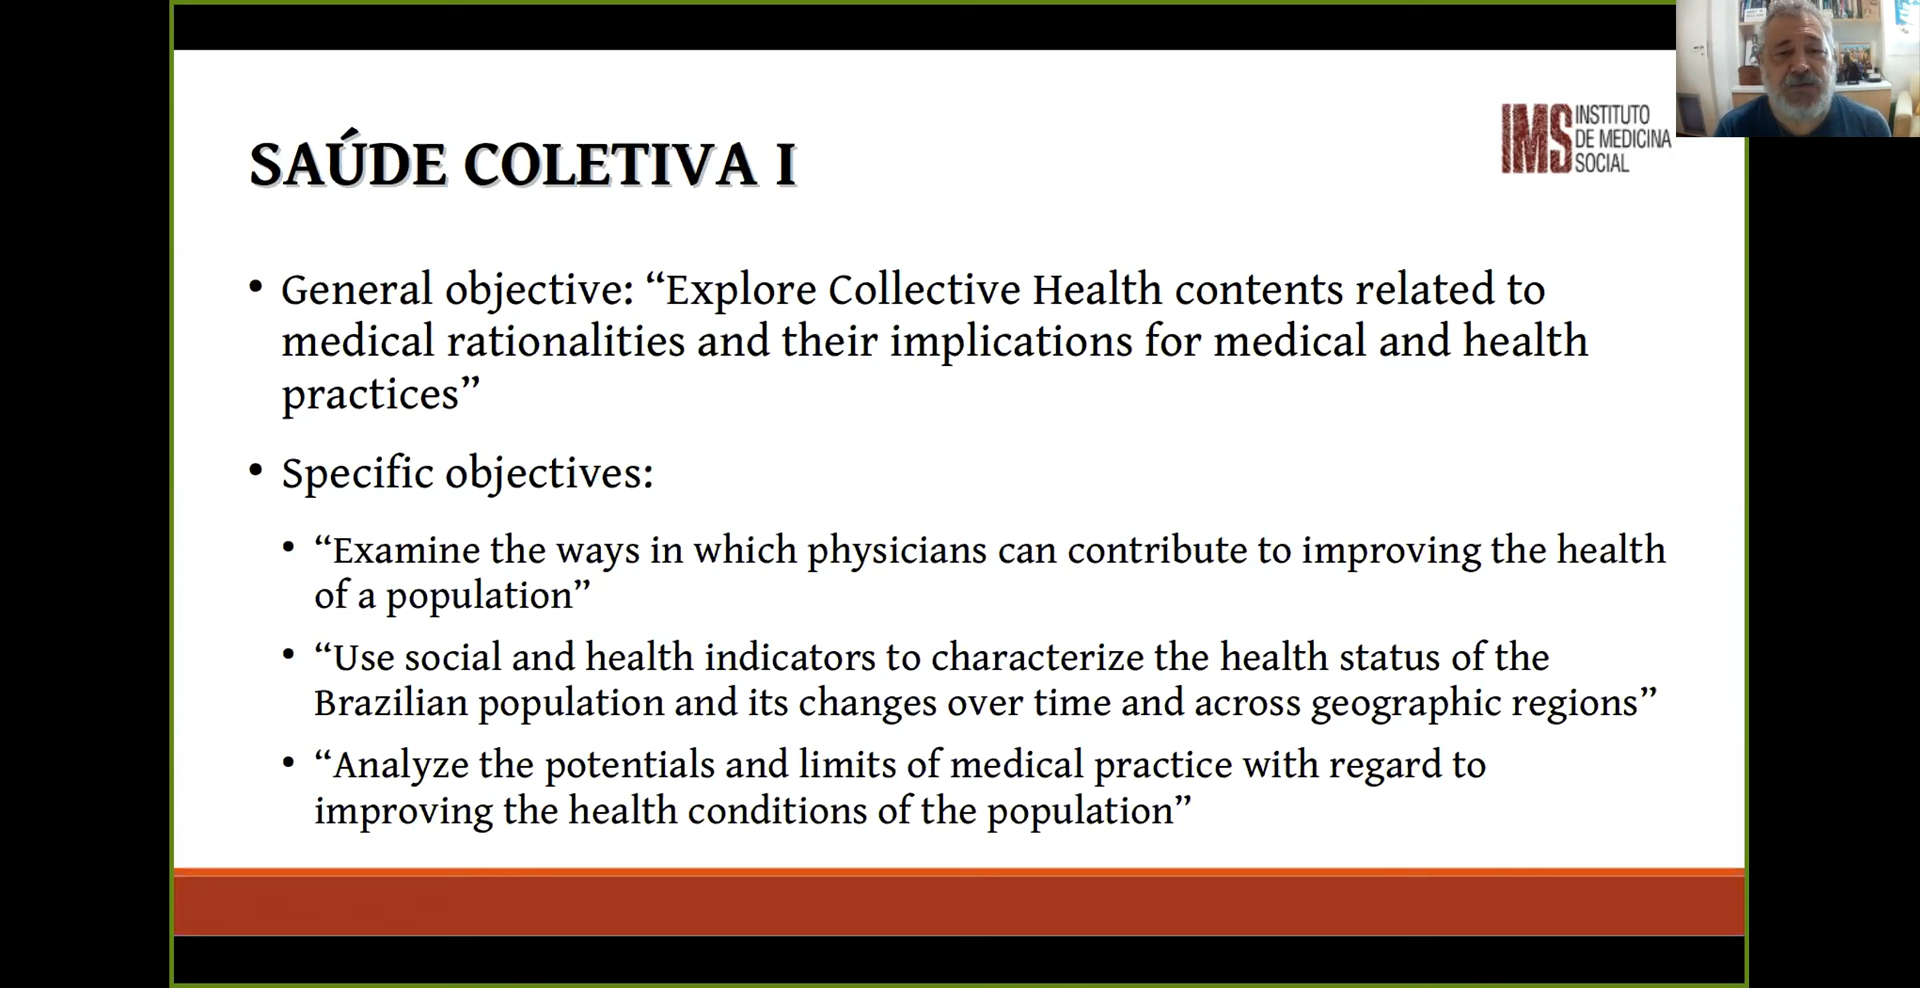 SAÚDE COLETIVA I
IMS
INSTITUTO
DE MEDICINA
SOCIAL
• General objective: “Explore Collective Health contents related to
medical rationalities and their implications for medical and health
practices”
• Specific objectives:
• “Examine the ways in which physicians can contribute to improving the health
of a population”
• “Use social and health indicators to characterize the health status of the
Brazilian population and its changes over time and across geographic regions”
• “Analyze the potentials and limits of medical practice with regard to
improving the health conditions of the population”